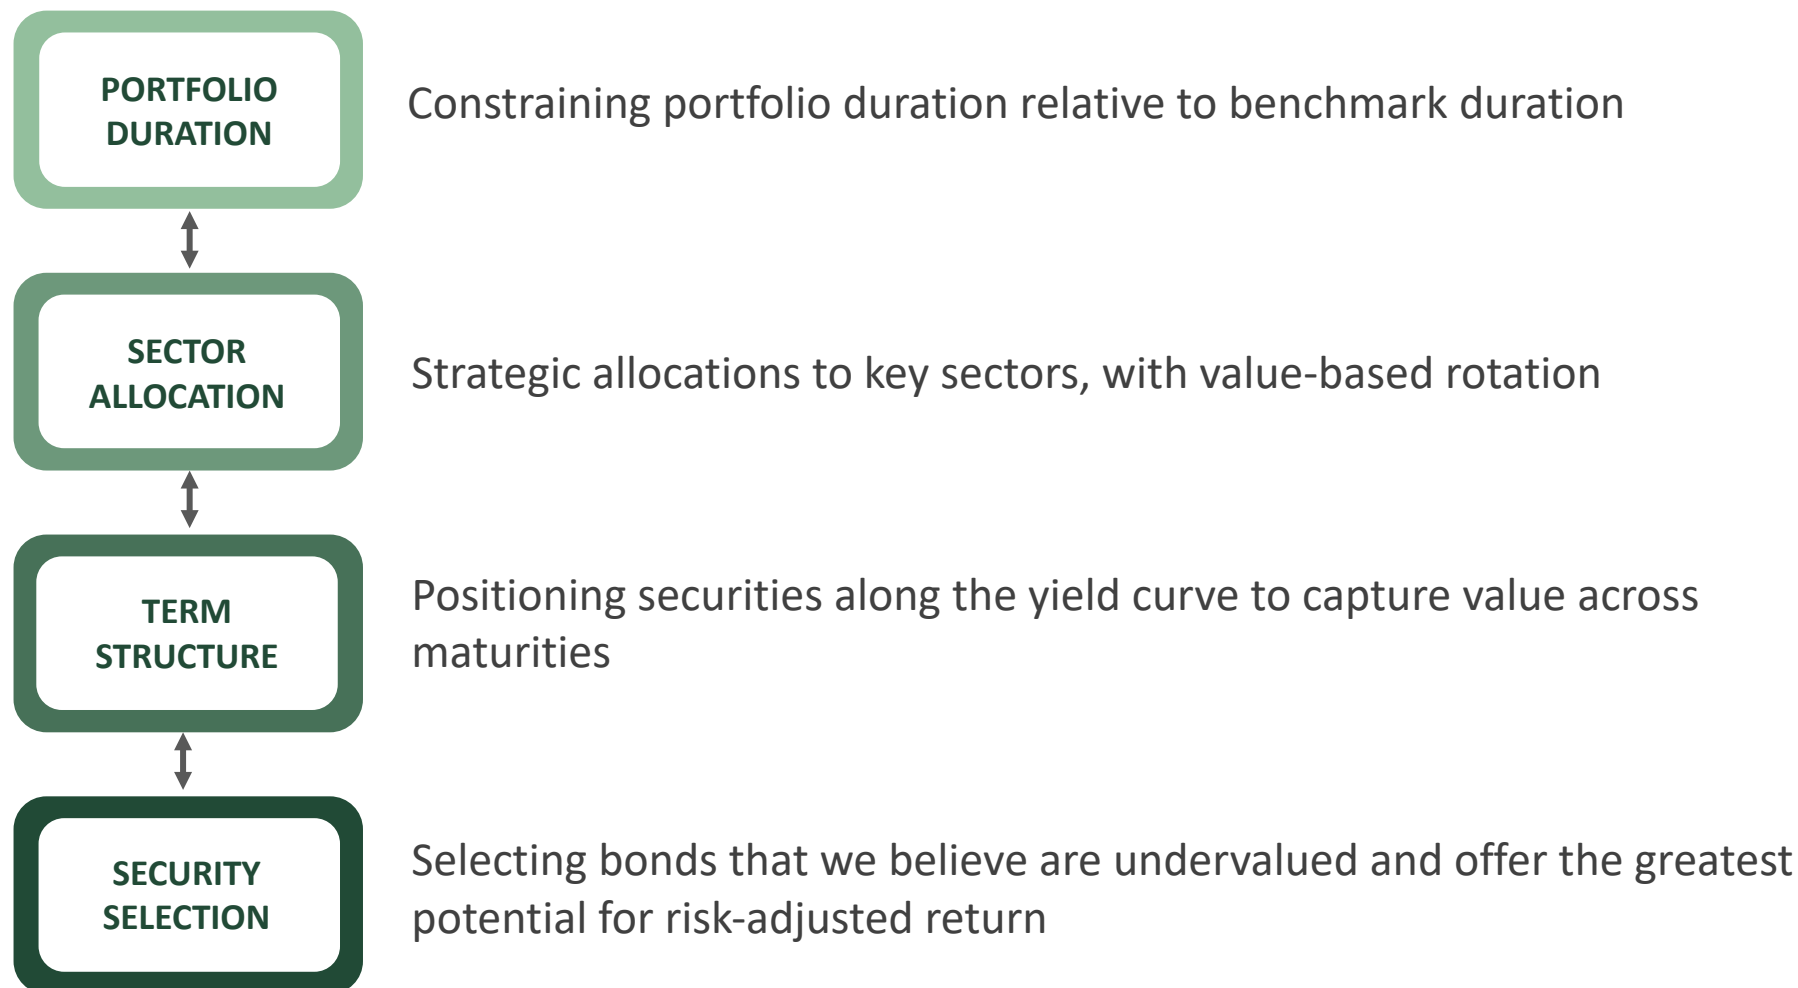 PORTFOLIO
DURATION
Constraining portfolio duration relative to benchmark duration
SECTOR
ALLOCATION
Strategic allocations to key sectors, with value-based rotation
TERM
STRUCTURE
Positioning securities along the yield curve to capture value across
maturities
SECURITY
SELECTION
Selecting bonds that we believe are undervalued and offer the greatest
potential for risk-adjusted return